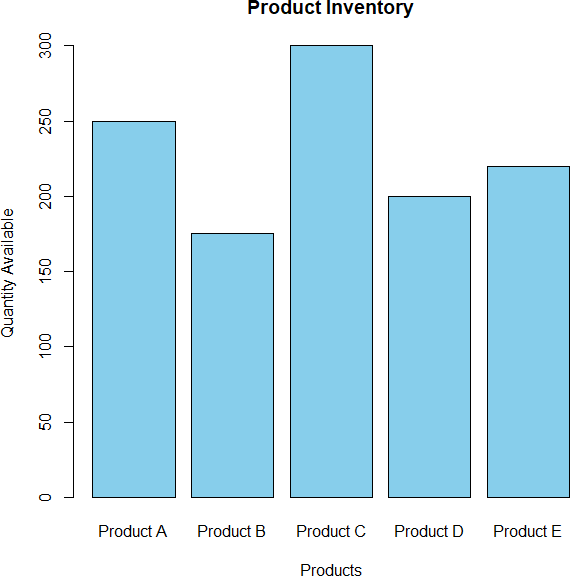 Product Inventory
Quantity Available
300
250
200
150
100
50
0
Product A Product B Product C Product D Product E
Products